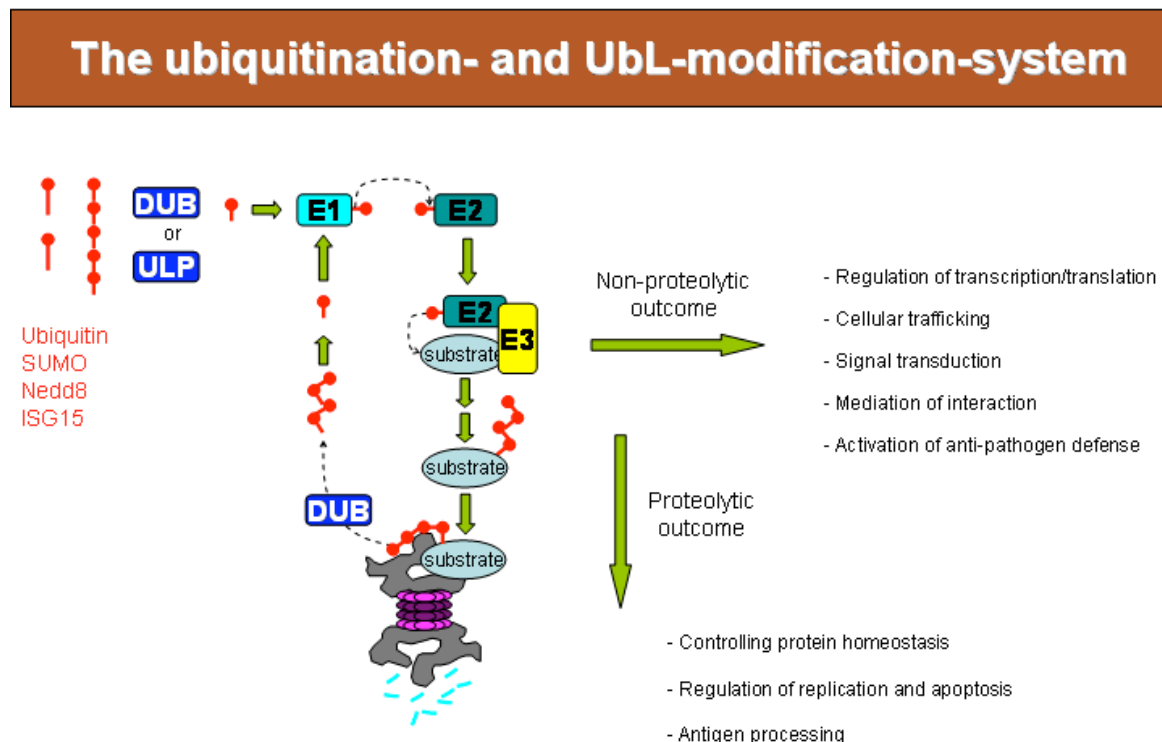 The ubiquitination- and UbL-modification-system
DUB
or
ULP
Ubiquitin
SUMO
Nedd8
ISG15
E1
E2
E2
E3
substrate
substrate
DUB
substrate
Non-proteolytic
outcome
- Regulation of transcription/translation
- Cellular trafficking
- Signal transduction
- Mediation of interaction
- Activation of anti-pathogen defense
Proteolytic
outcome
- Controlling protein homeostasis
- Regulation of replication and apoptosis
- Antigen processing